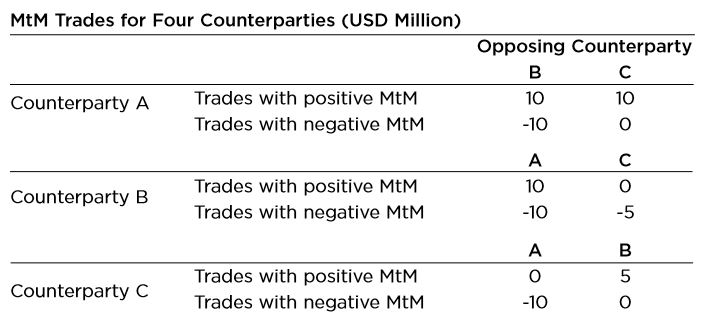 MtM Trades for Four Counterparties (USD Million)
Opposing Counterparty
B C
Counterparty A Trades with positive MtM 10 10
Trades with negative MtM -10 0
A C
Counterparty B Trades with positive MtM 10 0
Trades with negative MtM -10 -5
A B
Counterparty C Trades with positive MtM 0 5
Trades with negative MtM -10 0